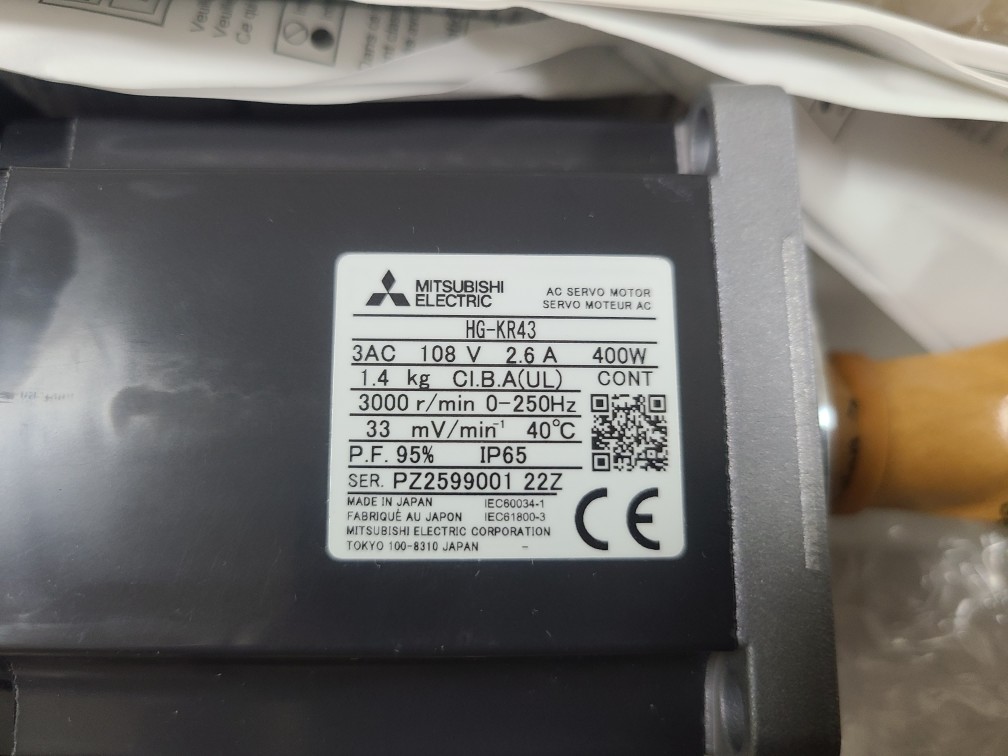 MITSUBISHI
ELECTRIC
AC SERVO MOTOR
SERVO MOTEUR AC
HG-KR43
3AC 108 V 2.6 A 400W
1.4 kg CI.B.A(UL) CONT
3000 r/min 0-250Hz
33 mV/min⁻¹ 40℃
P.F. 95% IP65
SER. PZ2599001 22Z
MADE IN JAPAN IEC60034-1
FABRIQUÉ AU JAPON IEC61800-3
MITSUBISHI ELECTRIC CORPORATION
TOKYO 100-8310 JAPAN -
CE